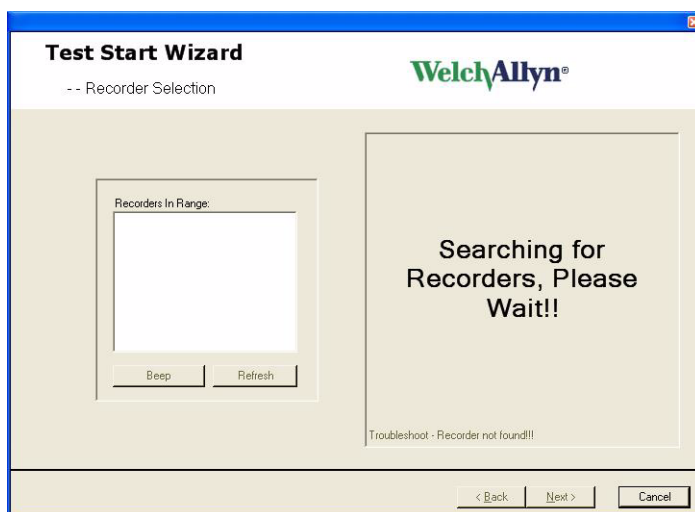 Test Start Wizard
WelchAllyn®
- - Recorder Selection
Recorders In Range:
Searching for
Recorders, Please
Wait!!
Beep
Refresh
Troubleshoot - Recorder not found!!!
< Back
Next >
Cancel